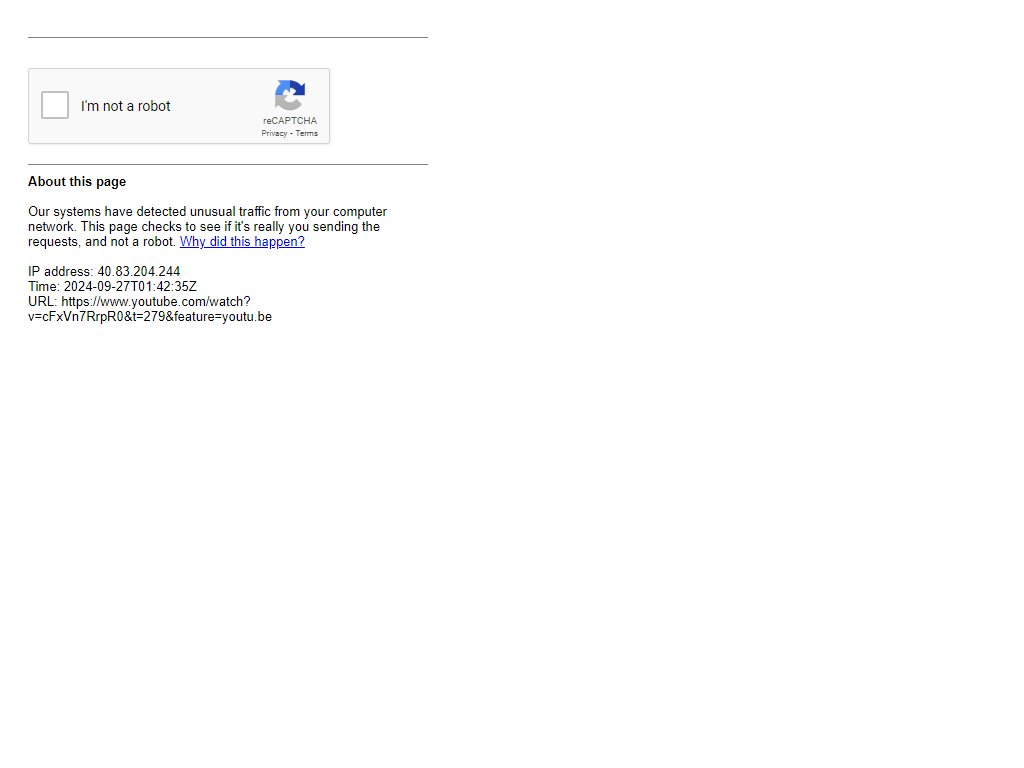 I'm not a robot
reCAPTCHA
Privacy - Terms
About this page
Our systems have detected unusual traffic from your computer
network. This page checks to see if it's really you sending the
requests, and not a robot. Why did this happen?
IP address: 40.83.204.244
Time: 2024-09-27T01:42:35Z
URL: https://www.youtube.com/watch?
v=cFxVn7RrpR0&t=279&feature=youtu.be